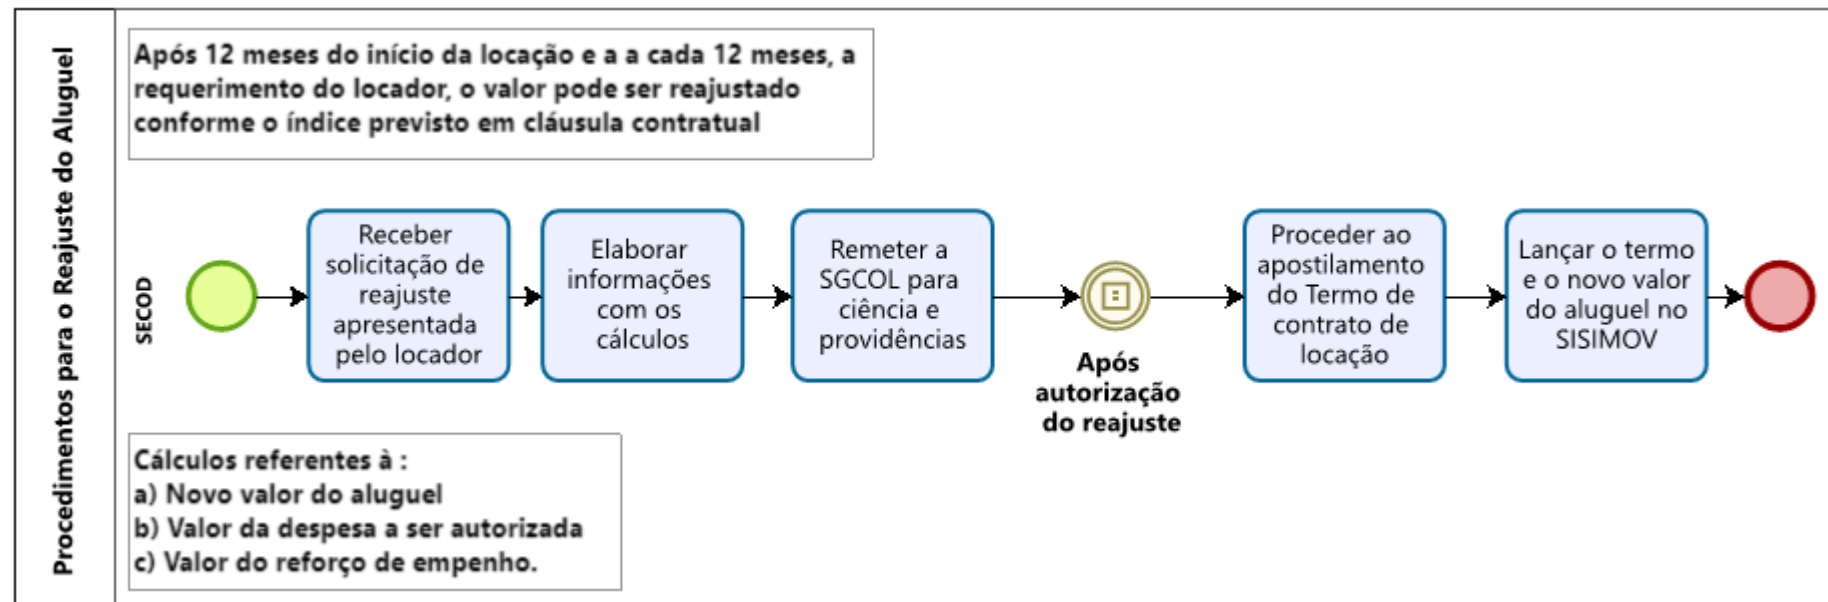 Procedimentos para o Reajuste do Aluguel
Após 12 meses do início da locação e a a cada 12 meses, a
requerimento do locador, o valor pode ser reajustado
conforme o índice previsto em cláusula contratual
SECOD
Receber
solicitação de
reajuste
apresentada
pelo locador
Elaborar
informações
com os
cálculos
Remeter a
SGCOL para
ciência e
providências
Após
autorização
do reajuste
Proceder ao
apostilamento
do Termo de
contrato de
locação
Lançar o termo
e o novo valor
do aluguel no
SISIMOV
Cálculos referentes à :
a) Novo valor do aluguel
b) Valor da despesa a ser autorizada
c) Valor do reforço de empenho.